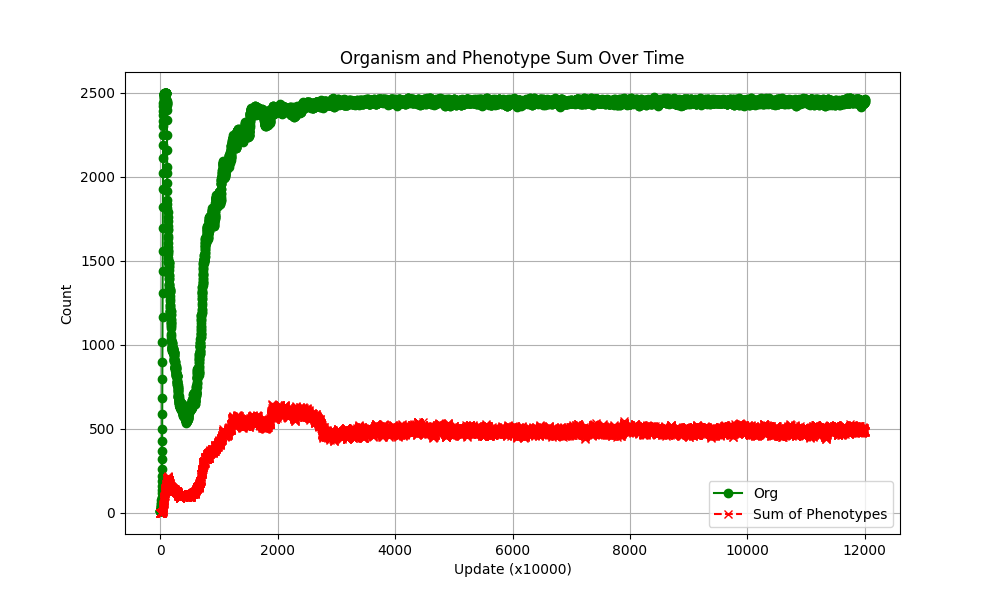 Organism and Phenotype Sum Over Time
2500
2000
1500
1000
500
0
Count
0 2000 4000 6000 8000 10000 12000
Update (x10000)
Org
Sum of Phenotypes